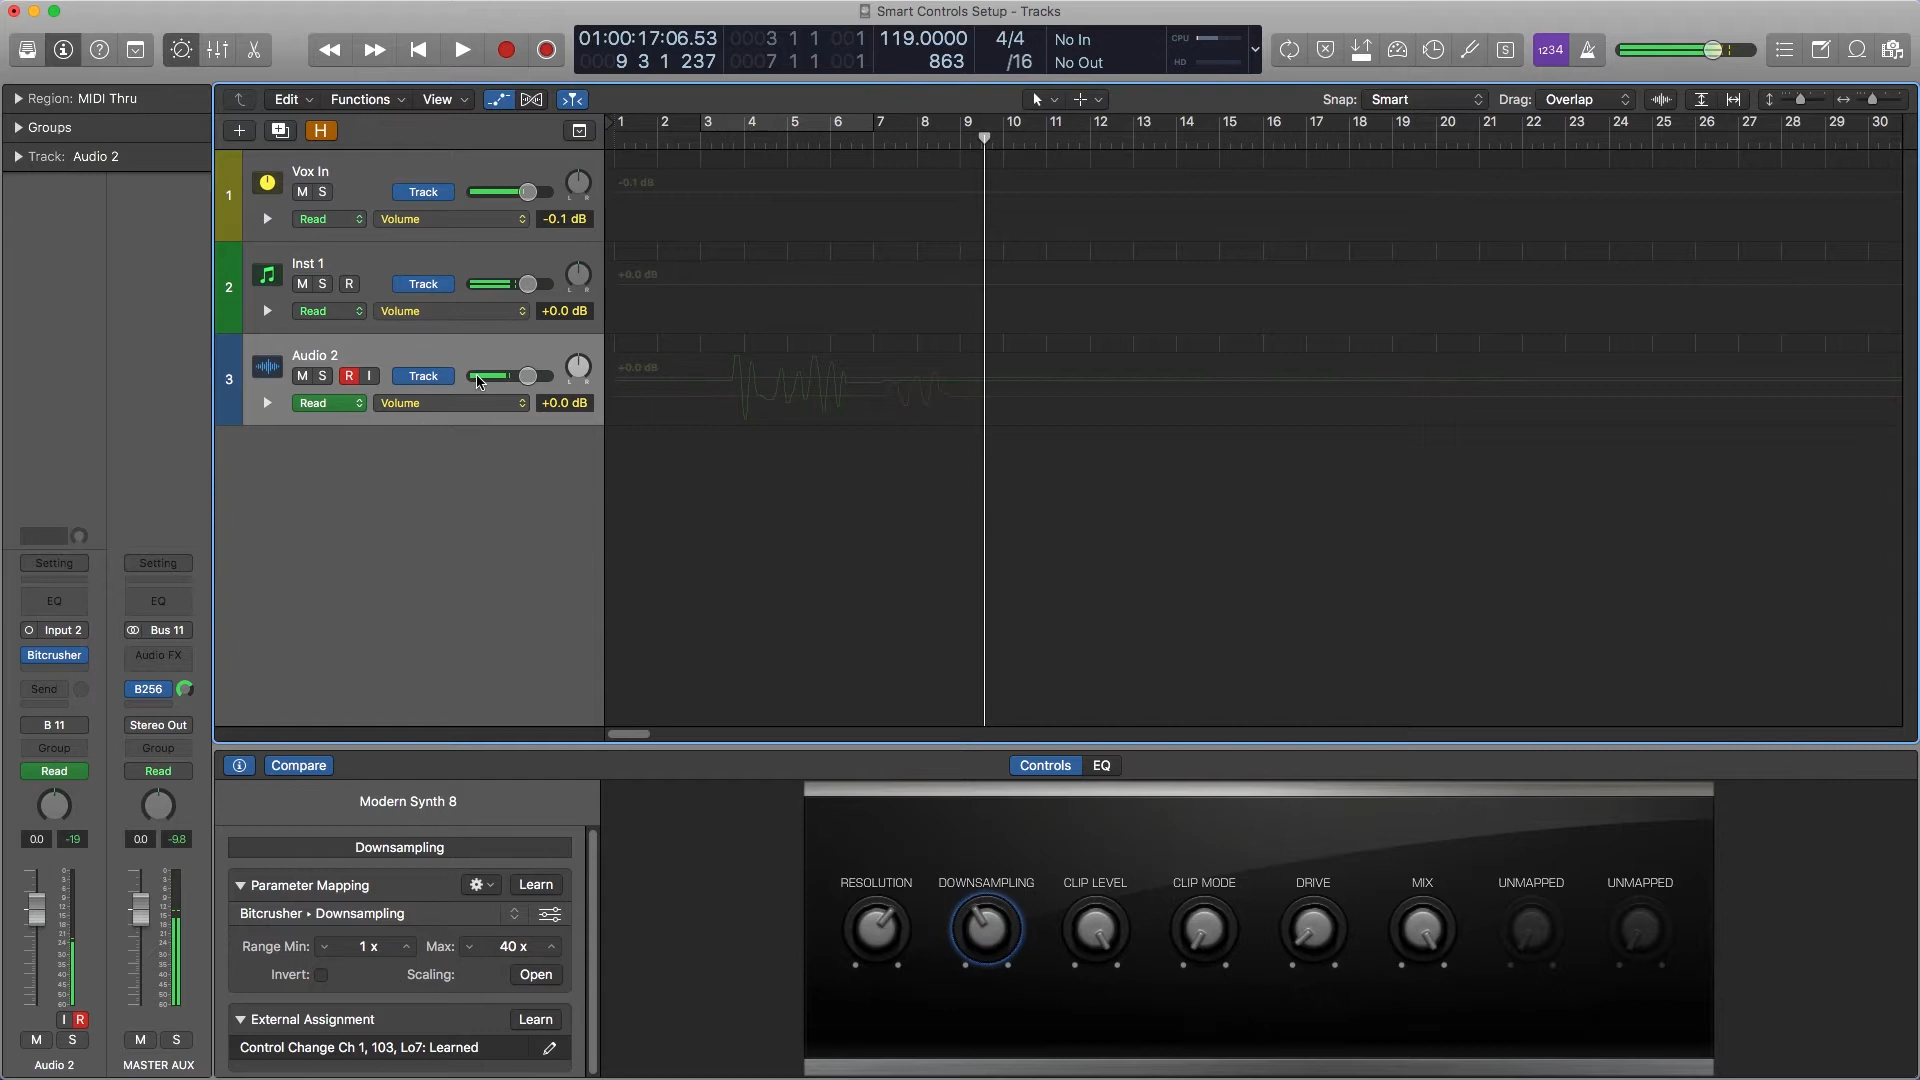 Smart Controls Setup - Tracks
01:00:17:06.53
0003 1 1 001
119.0000
4/4
No In
CPU
0009 3 1 237
0007 1 1 001
863
/16
No Out
HD
1234
Region: MIDI Thru
Groups
Track: Audio 2
Edit
Functions
View
Snap: Smart
Drag: Overlap
H
1 2 3 4 5 6 7 8 9 10 11 12 13 14 15 16 17 18 19 20 21 22 23 24 25 26 27 28 29 30
1
Vox In
M S
Track
L R
Read
Volume
-0.1 dB
-0.1 dB
2
Inst 1
M S R
Track
L R
Read
Volume
+0.0 dB
+0.0 dB
3
Audio 2
M S R I
Track
L R
Read
Volume
+0.0 dB
+0.0 dB
Setting
Setting
EQ
EQ
Input 2
Bus 11
Bitcrusher
Audio FX
Send
B256
B 11
Stereo Out
Group
Group
Read
Read
0.0 -19
0.0 -9.8
I R
M S
M S
Audio 2
MASTER AUX
Compare
Controls
EQ
Modern Synth 8
Downsampling
Parameter Mapping
Learn
Bitcrusher ▸ Downsampling
Range Min: 1 x
Max: 40 x
Invert:
Scaling:
Open
External Assignment
Learn
Control Change Ch 1, 103, Lo7: Learned
RESOLUTION
DOWNSAMPLING
CLIP LEVEL
CLIP MODE
DRIVE
MIX
UNMAPPED
UNMAPPED